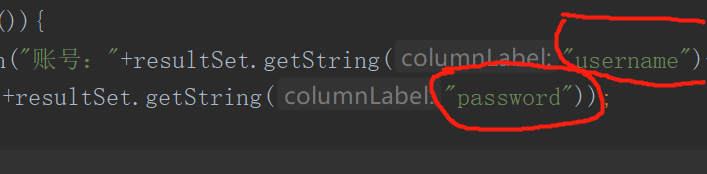 ()){
n("账号："+resultSet.getString( columnLabel: "username")
+resultSet.getString( columnLabel: "password"));